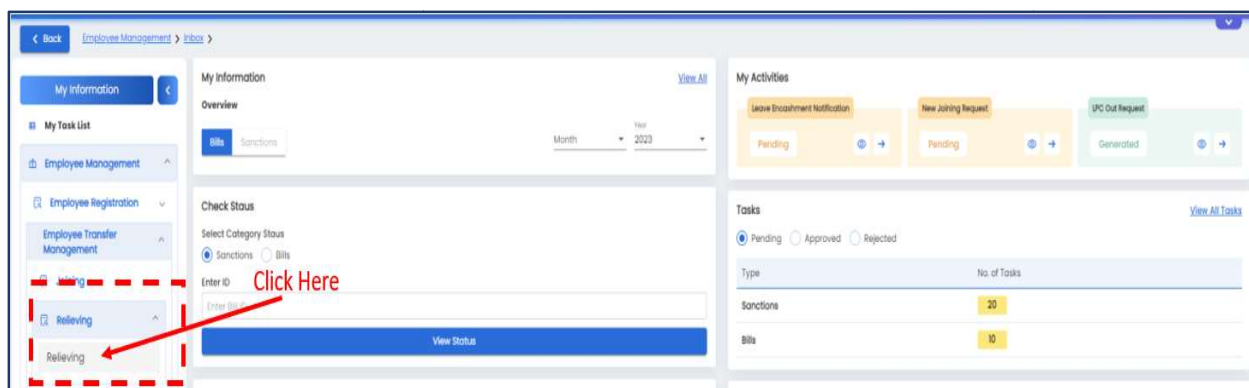 Back Employee Management > Inbox >
My Information
My Task List
Employee Management
Employee Registration
Employee Transfer
Management
Joining
Relieving
Relieving
My Information View All
Overview
Bills Sanctions
Month
Year
2023
Check Staus
Select Category Staus
Sanctions Bills
Enter ID
Click Here
Enter Bill ID
View Status
My Activities
Leave Encashment Notification
Pending
New Joining Request
Pending
LPC Out Request
Generated
Tasks View All Tasks
Pending Approved Rejected
Type No. of Tasks
Sanctions 20
Bills 10